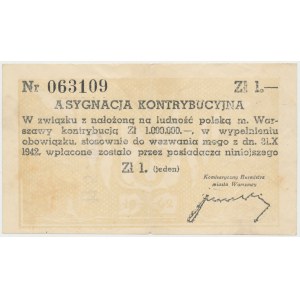 Nr 063109 Zł 1.—
ASYGNACJA KONTRYBUCYJNA
W związku z nałożoną na ludność polską m. War-
szawy kontrybucją Zł 1.000.000.—, w wypełnieniu
obowiązku, stosownie do wezwania mego z dn. 31.X
1942, wpłacone zostało przez posiadacza niniejszego
Zł 1. (jeden)
Komisaryczny Burmistrz
miasta Warszawy